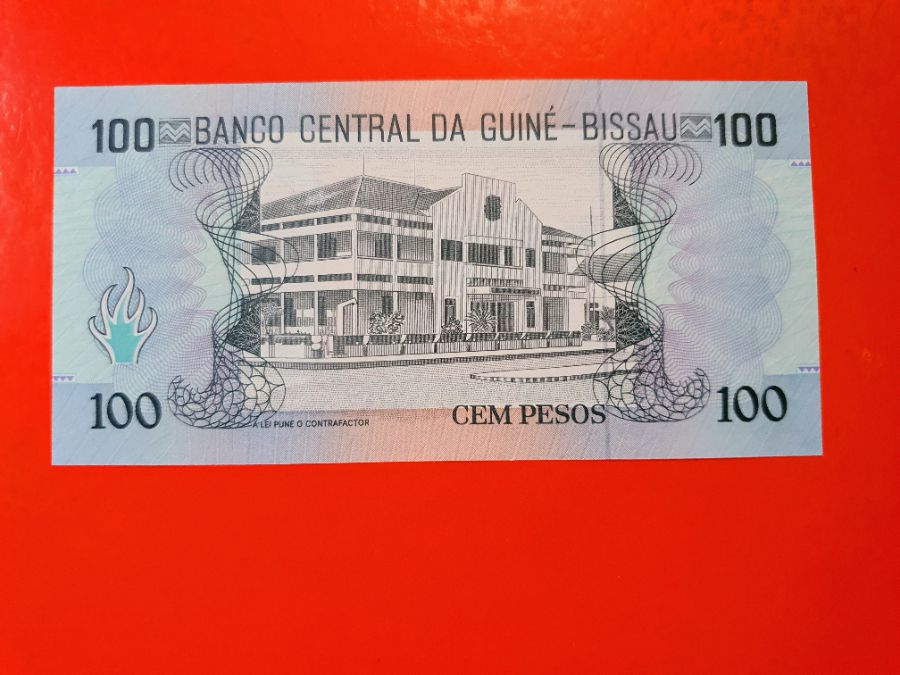 100 BANCO CENTRAL DA GUINÉ-BISSAU 100
100 A LEI PUNE O CONTRAFACTOR CEM PESOS 100